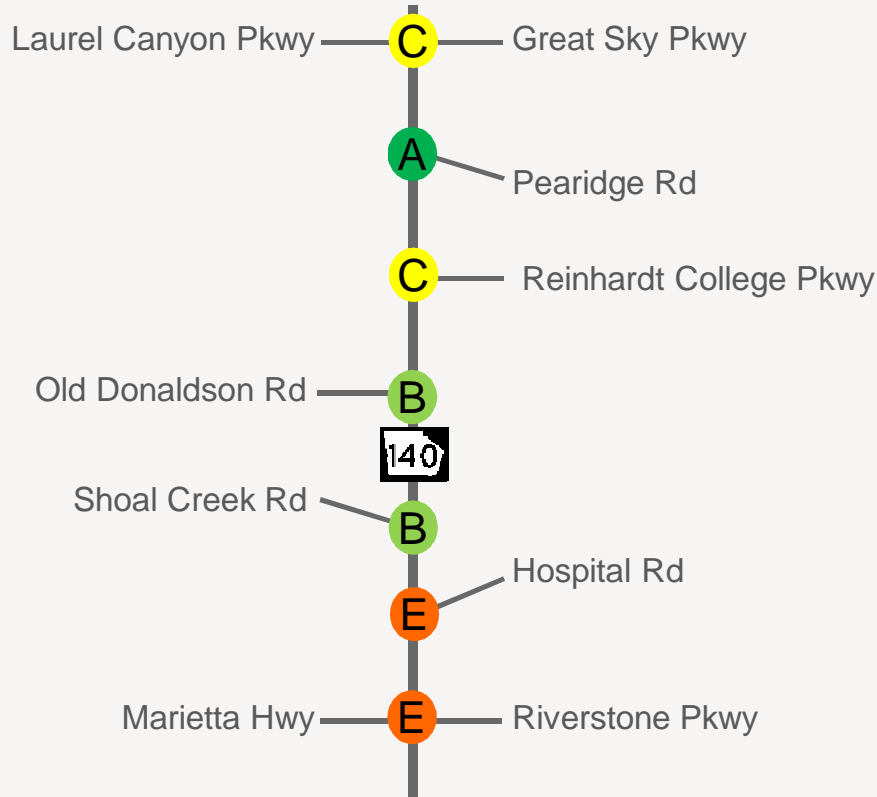 Laurel Canyon Pkwy C Great Sky Pkwy
A
Pearidge Rd
C Reinhardt College Pkwy
Old Donaldson Rd B
140
Shoal Creek Rd
B
Hospital Rd
E
Marietta Hwy E Riverstone Pkwy